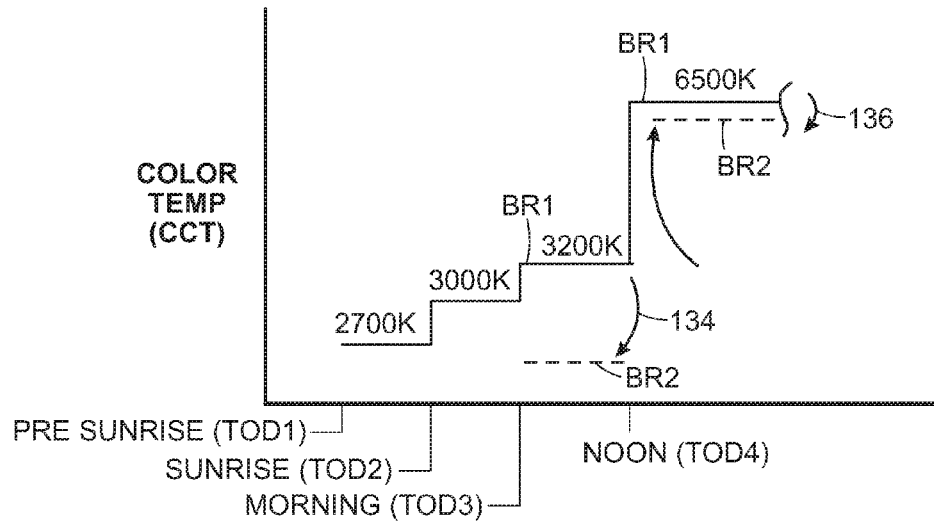 BR1
6500K
136
BR2
COLOR
TEMP
(CCT)
BR1
3200K
3000K
2700K
134
BR2
PRE SUNRISE (TOD1)
SUNRISE (TOD2)
MORNING (TOD3)
NOON (TOD4)